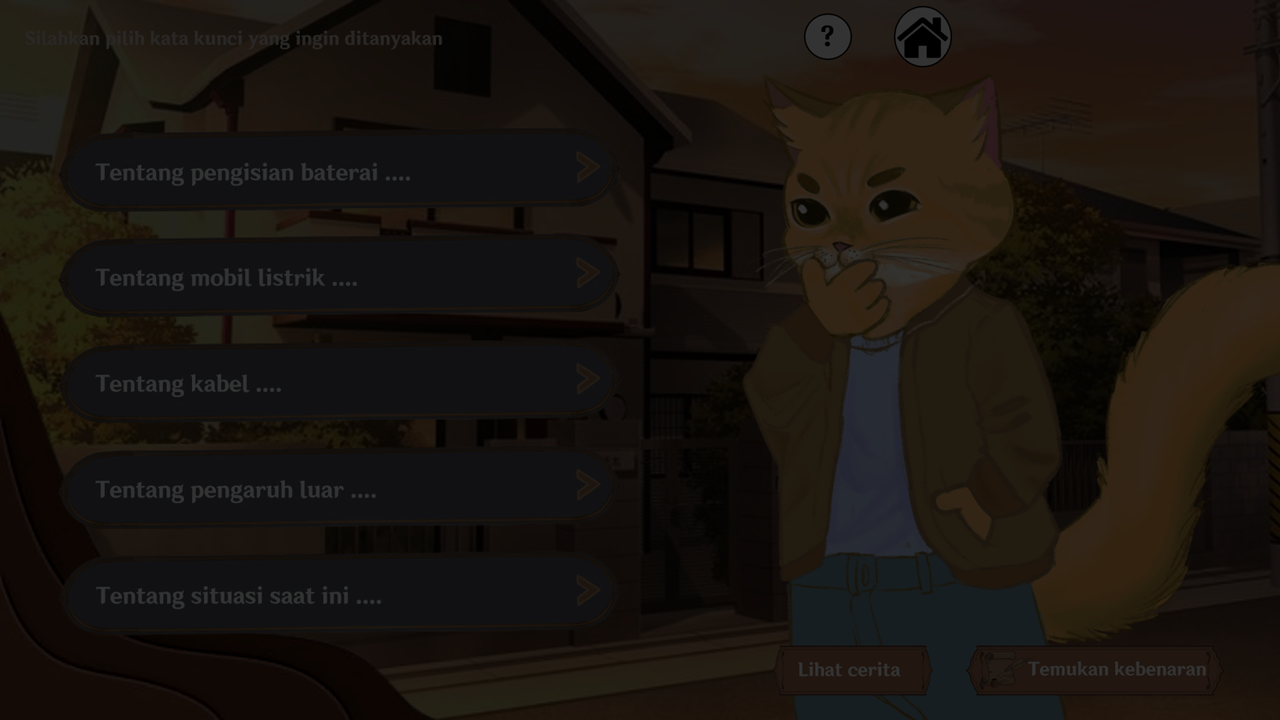 Silahkan pilih kata kunci yang ingin ditanyakan
?
Tentang pengisian baterai ....
Tentang mobil listrik ....
Tentang kabel ....
Tentang pengaruh luar ....
Tentang situasi saat ini ....
Lihat cerita
Temukan kebenaran